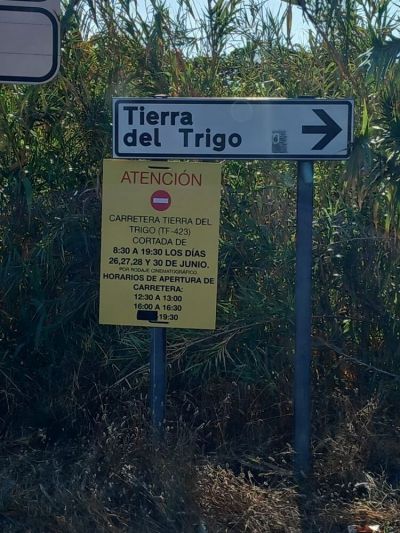 Tierra
del Trigo
ATENCIÓN
CARRETERA TIERRA DEL
TRIGO (TF-423)
CORTADA DE
8:30 A 19:30 LOS DÍAS
26,27,28 Y 30 DE JUNIO.
POR RODAJE CINEMATOGRÁFICO
HORARIOS DE APERTURA DE
CARRETERA:
12:30 A 13:00
16:00 A 16:30
19:30